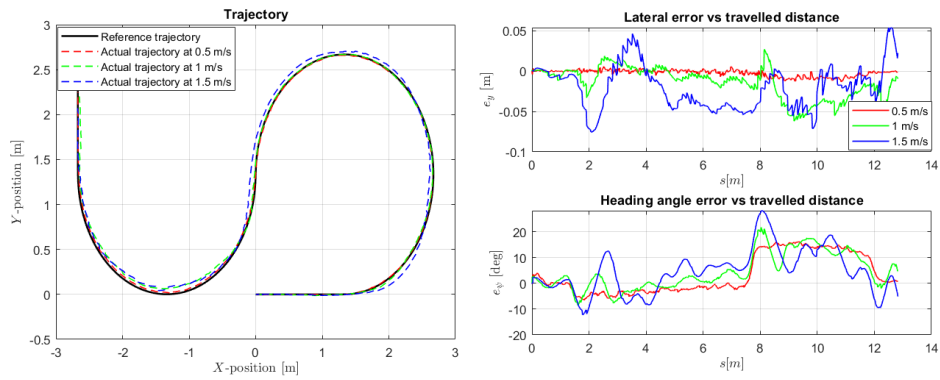 Trajectory
Reference trajectory
Actual trajectory at 0.5 m/s
Actual trajectory at 1 m/s
Actual trajectory at 1.5 m/s
Y-position [m]
3
2.5
2
1.5
1
0.5
0
-0.5
-3
-2
-1
0
1
2
3
X-position [m]
Lateral error vs travelled distance
e_y [m]
0.05
0
-0.05
-0.1
0.5 m/s
1 m/s
1.5 m/s
0
2
4
6
8
10
12
14
s[m]
Heading angle error vs travelled distance
e_ψ [deg]
20
10
0
-10
-20
0
2
4
6
8
10
12
14
s[m]